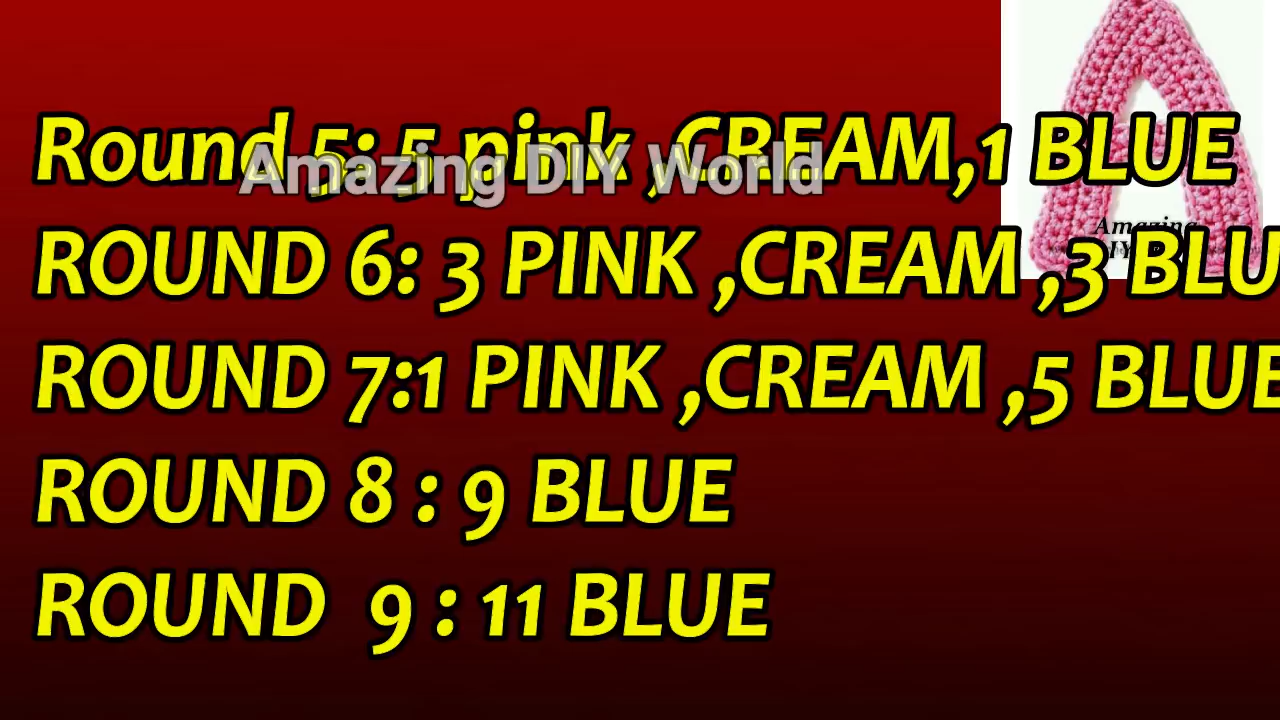 Round 5: 5 pink ,CREAM,1 BLUE
Amazing DIY World
Amazing
ROUND 6: 3 PINK ,CREAM ,3 BLU
ROUND 7:1 PINK ,CREAM ,5 BLUE
ROUND 8 : 9 BLUE
ROUND 9 : 11 BLUE